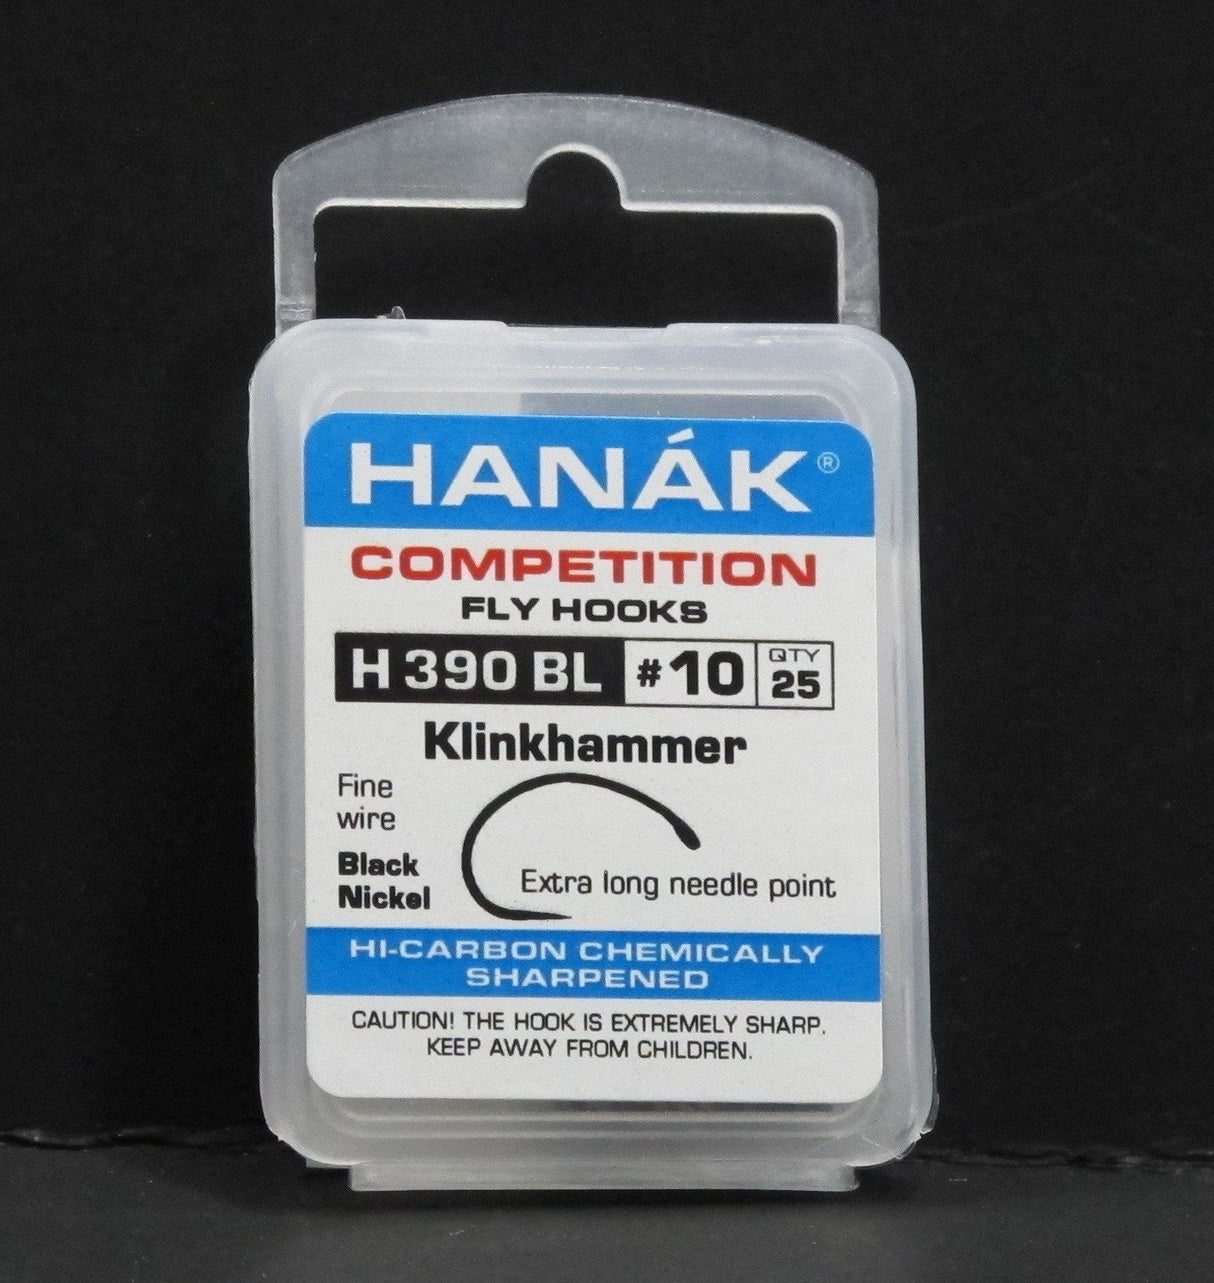 HANÁK®
COMPETITION
FLY HOOKS
H 390 BL #10 QTY 25
Klinkhammer
Fine
wire
Black
Nickel
Extra long needle point
HI-CARBON CHEMICALLY
SHARPENED
CAUTION! THE HOOK IS EXTREMELY SHARP.
KEEP AWAY FROM CHILDREN.